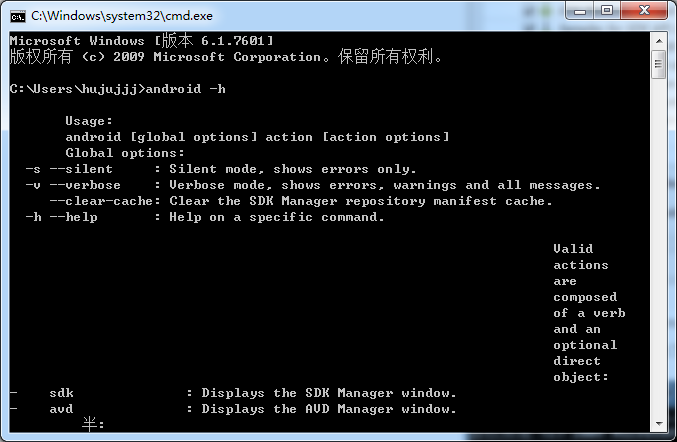 C:\Windows\system32\cmd.exe
Microsoft Windows [版本 6.1.7601]
版权所有 (c) 2009 Microsoft Corporation。保留所有权利。
C:\Users\hujujjj>android -h
Usage:
android [global options] action [action options]
Global options:
-s --silent : Silent mode, shows errors only.
-v --verbose : Verbose mode, shows errors, warnings and all messages.
--clear-cache: Clear the SDK Manager repository manifest cache.
-h --help : Help on a specific command.
Valid
actions
are
composed
of a verb
and an
optional
direct
object:
- sdk : Displays the SDK Manager window.
- avd : Displays the AVD Manager window.
半: